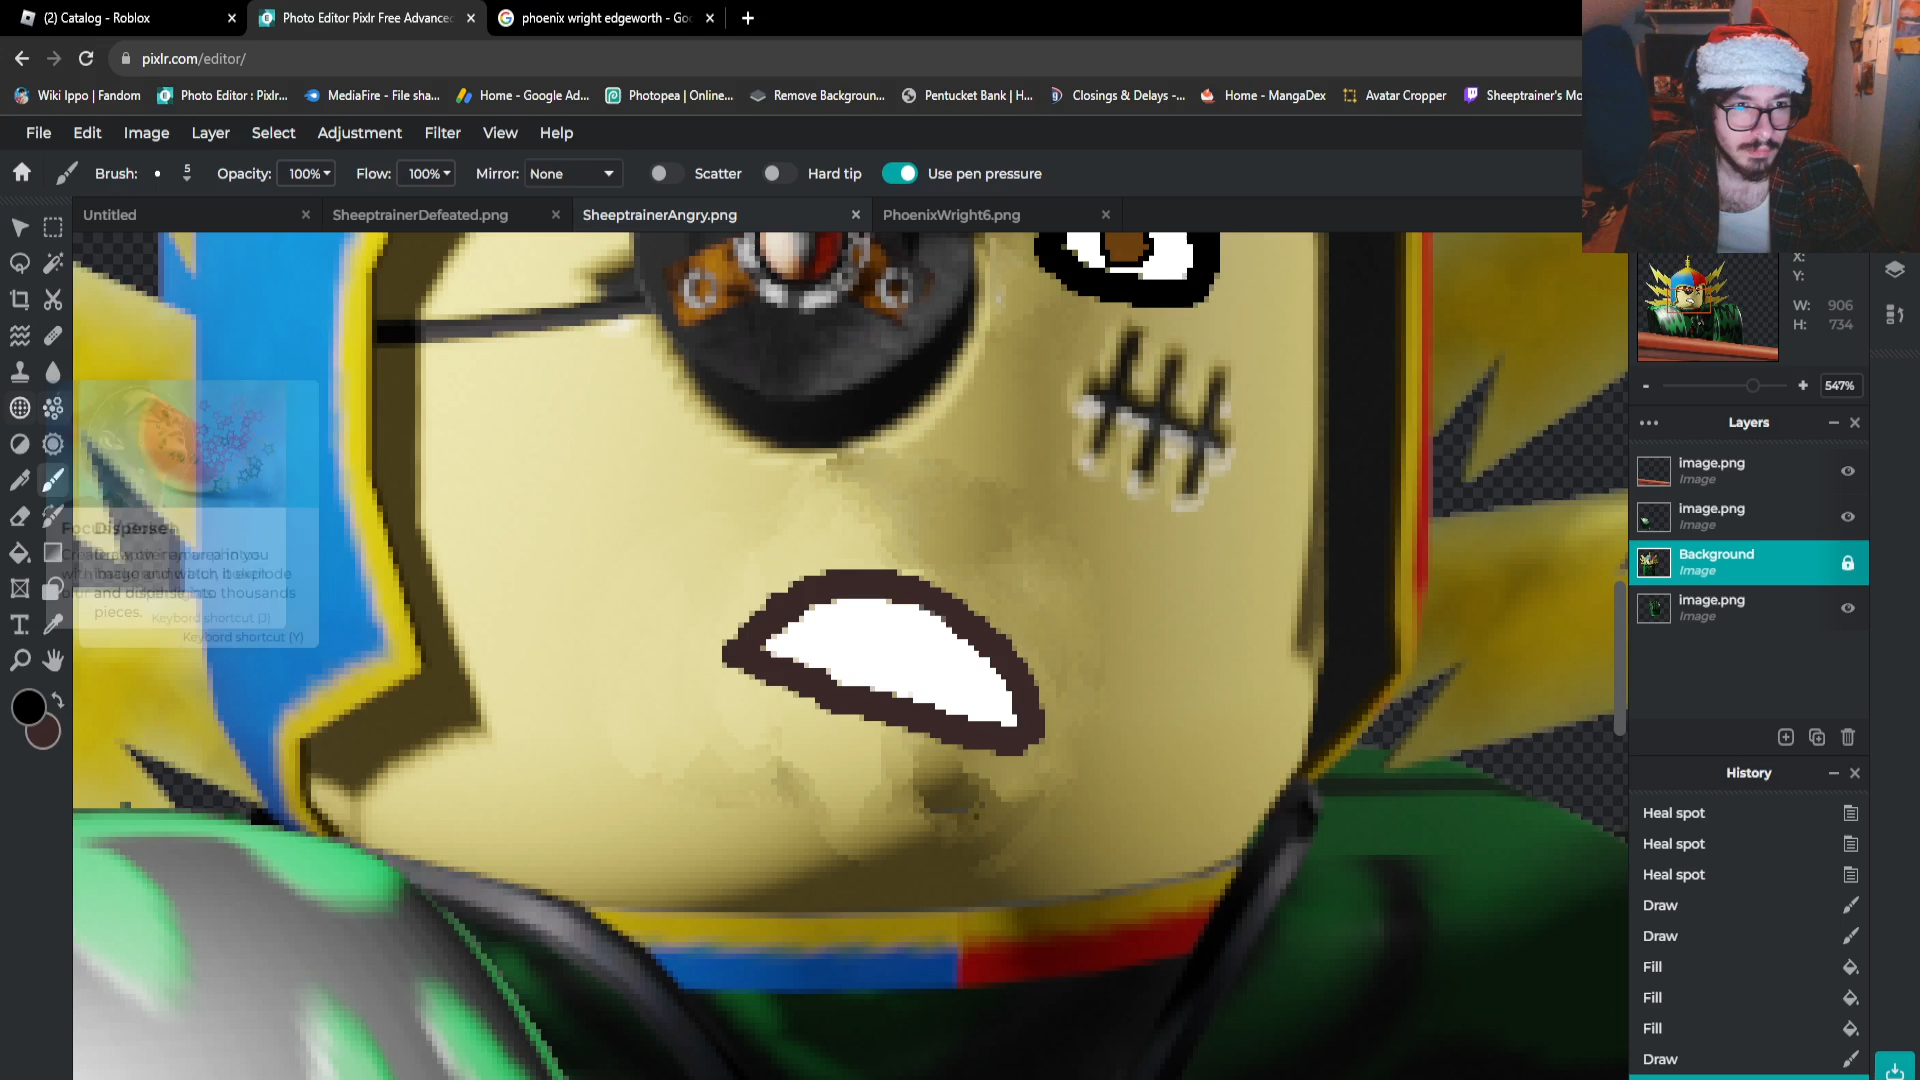 (2) Catalog - Roblox
Photo Editor Pixlr Free Advance
phoenix wright edgeworth - Go
pixlr.com/editor/
Wiki Ippo | Fandom
Photo Editor : Pixlr...
MediaFire - File sha...
Home - Google Ad...
Photopea | Online...
Remove Backgroun...
Pentucket Bank | H...
Closings & Delays -...
Home - MangaDex
Avatar Cropper
Sheeptrainer's Mo
File Edit Image Layer Select Adjustment Filter View Help
Brush: 5 Opacity: 100% Flow: 100% Mirror: None Scatter Hard tip Use pen pressure
Untitled
SheeptrainerDefeated.png
SheeptrainerAngry.png
PhoenixWright6.png
X:
Y:
W: 906
H: 734
547%
Layers
image.png
Image
image.png
Image
Background
Image
image.png
Image
Disperse
pieces.
Keybord shortcut (Y)
History
Heal spot
Heal spot
Heal spot
Draw
Draw
Fill
Fill
Fill
Draw